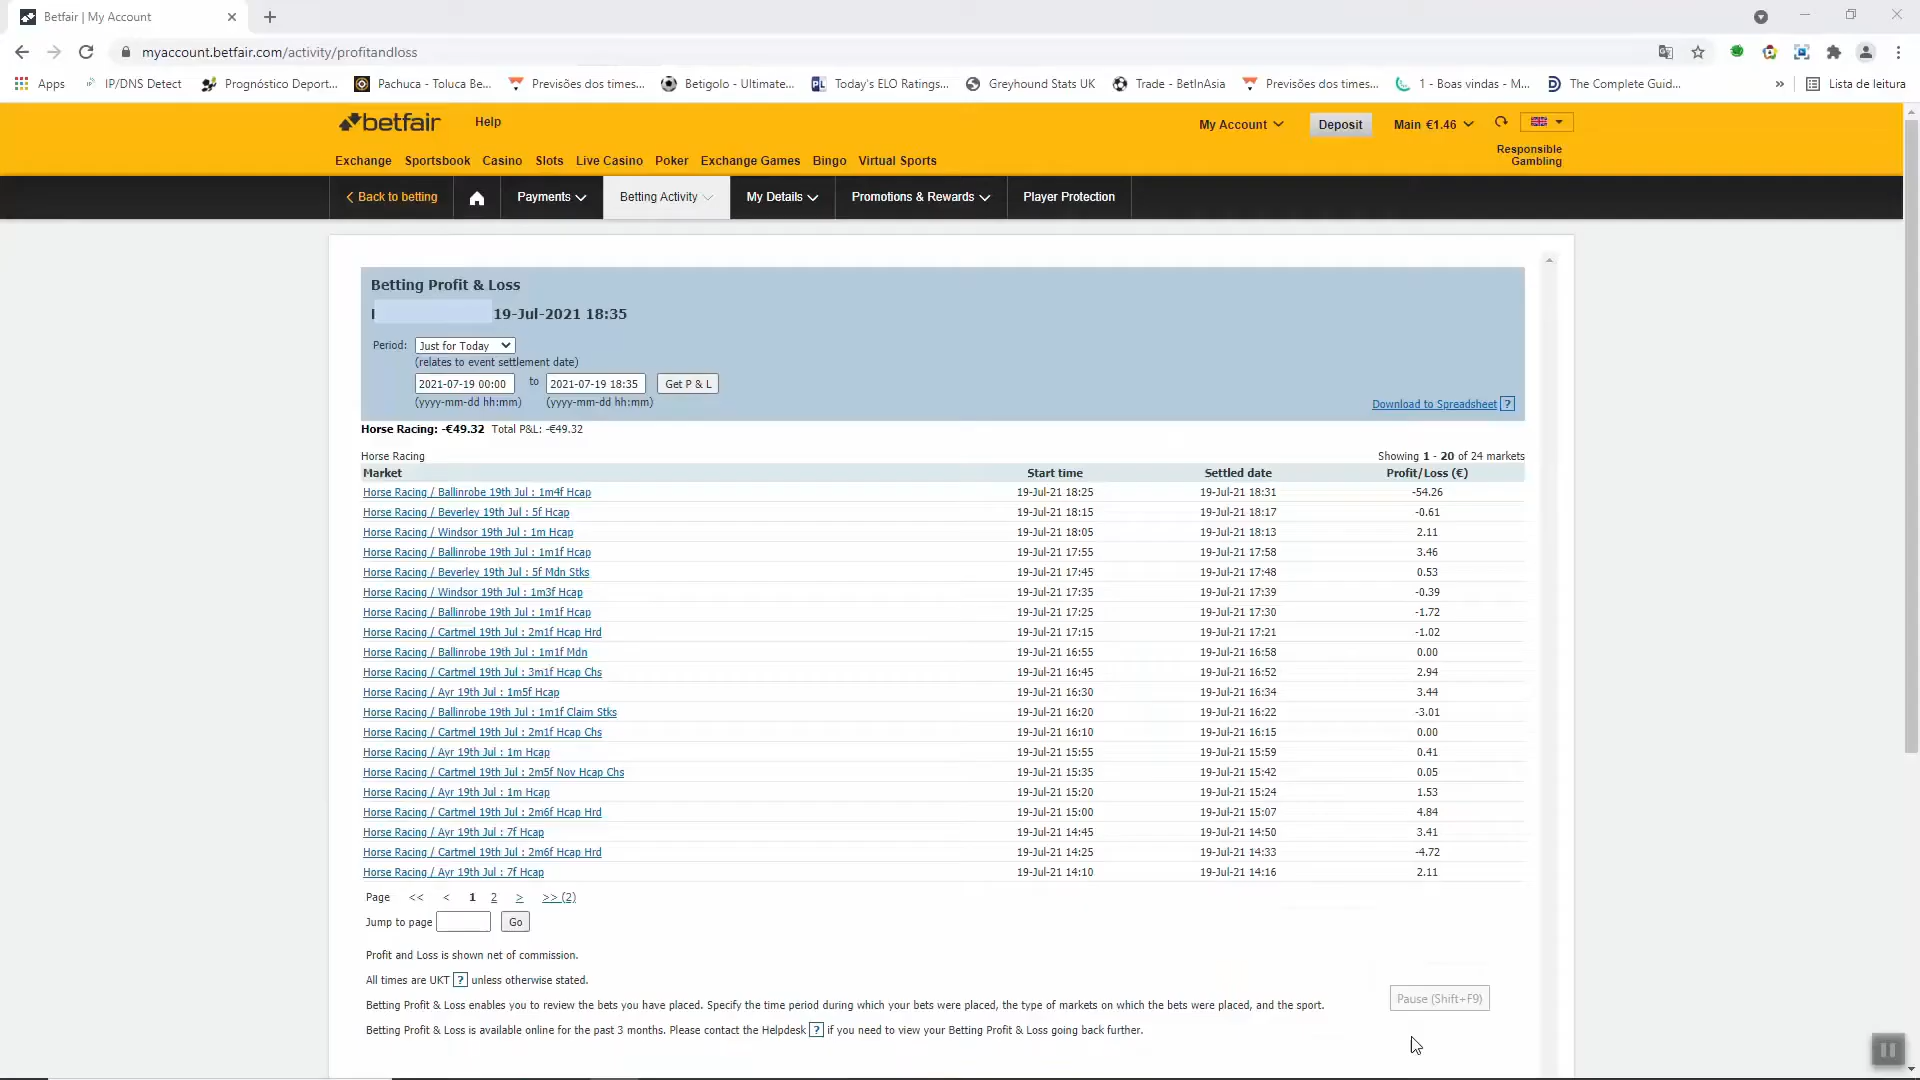 Betfair | My Account
myaccount.betfair.com/activity/profitandloss
Apps IP/DNS Detect Prognóstico Deport... Pachuca - Toluca Be... Previsões dos times... Betigolo - Ultimate... Today's ELO Ratings... Greyhound Stats UK Trade - BetInAsia Previsões dos times... 1 - Boas vindas - M... The Complete Guid... » Lista de leitura
betfair Help My Account Deposit Main €1.46
Responsible
Gambling
Exchange Sportsbook Casino Slots Live Casino Poker Exchange Games Bingo Virtual Sports
Back to betting Payments Betting Activity My Details Promotions & Rewards Player Protection
Betting Profit & Loss
19-Jul-2021 18:35
Period: Just for Today
(relates to event settlement date)
2021-07-19 00:00 to 2021-07-19 18:35 Get P & L
(yyyy-mm-dd hh:mm) (yyyy-mm-dd hh:mm)
Download to Spreadsheet ?
Horse Racing: -€49.32 Total P&L: -€49.32
Horse Racing Showing 1 - 20 of 24 markets
Market Start time Settled date Profit/Loss (€)
Horse Racing / Ballinrobe 19th Jul : 1m4f Hcap 19-Jul-21 18:25 19-Jul-21 18:31 -54.26
Horse Racing / Beverley 19th Jul : 5f Hcap 19-Jul-21 18:15 19-Jul-21 18:17 -0.61
Horse Racing / Windsor 19th Jul : 1m Hcap 19-Jul-21 18:05 19-Jul-21 18:13 2.11
Horse Racing / Ballinrobe 19th Jul : 1m1f Hcap 19-Jul-21 17:55 19-Jul-21 17:58 3.46
Horse Racing / Beverley 19th Jul : 5f Mdn Stks 19-Jul-21 17:45 19-Jul-21 17:48 0.53
Horse Racing / Windsor 19th Jul : 1m3f Hcap 19-Jul-21 17:35 19-Jul-21 17:39 -0.39
Horse Racing / Ballinrobe 19th Jul : 1m1f Hcap 19-Jul-21 17:25 19-Jul-21 17:30 -1.72
Horse Racing / Cartmel 19th Jul : 2m1f Hcap Hrd 19-Jul-21 17:15 19-Jul-21 17:21 -1.02
Horse Racing / Ballinrobe 19th Jul : 1m1f Mdn 19-Jul-21 16:55 19-Jul-21 16:58 0.00
Horse Racing / Cartmel 19th Jul : 3m1f Hcap Chs 19-Jul-21 16:45 19-Jul-21 16:52 2.94
Horse Racing / Ayr 19th Jul : 1m5f Hcap 19-Jul-21 16:30 19-Jul-21 16:34 3.44
Horse Racing / Ballinrobe 19th Jul : 1m1f Claim Stks 19-Jul-21 16:20 19-Jul-21 16:22 -3.01
Horse Racing / Cartmel 19th Jul : 2m1f Hcap Chs 19-Jul-21 16:10 19-Jul-21 16:15 0.00
Horse Racing / Ayr 19th Jul : 1m Hcap 19-Jul-21 15:55 19-Jul-21 15:59 0.41
Horse Racing / Cartmel 19th Jul : 2m5f Nov Hcap Chs 19-Jul-21 15:35 19-Jul-21 15:42 0.05
Horse Racing / Ayr 19th Jul : 1m Hcap 19-Jul-21 15:20 19-Jul-21 15:24 1.53
Horse Racing / Cartmel 19th Jul : 2m6f Hcap Hrd 19-Jul-21 15:00 19-Jul-21 15:07 4.84
Horse Racing / Ayr 19th Jul : 7f Hcap 19-Jul-21 14:45 19-Jul-21 14:50 3.41
Horse Racing / Cartmel 19th Jul : 2m6f Hcap Hrd 19-Jul-21 14:25 19-Jul-21 14:33 -4.72
Horse Racing / Ayr 19th Jul : 7f Hcap 19-Jul-21 14:10 19-Jul-21 14:16 2.11
Page << < 1 2 > >> (2)
Jump to page Go
Profit and Loss is shown net of commission.
All times are UKT ? unless otherwise stated.
Pause (Shift+F9)
Betting Profit & Loss enables you to review the bets you have placed. Specify the time period during which your bets were placed, the type of markets on which the bets were placed, and the sport.
Betting Profit & Loss is available online for the past 3 months. Please contact the Helpdesk ? if you need to view your Betting Profit & Loss going back further.